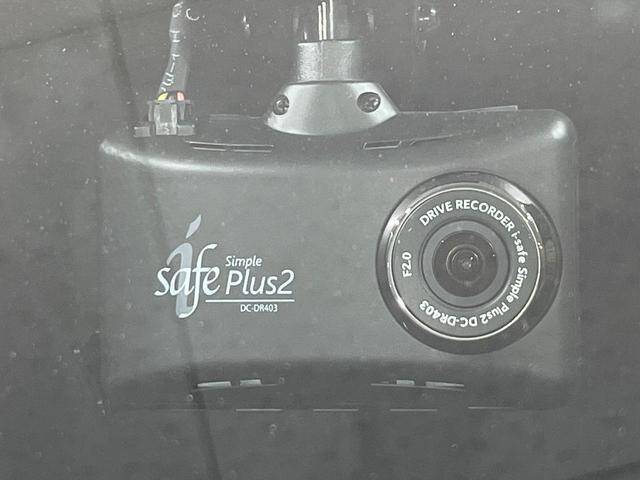 i
safe
Simple
Plus2
DC-DR403
DRIVE RECORDER i-safe Simple Plus2 DC-DR403
F2.0